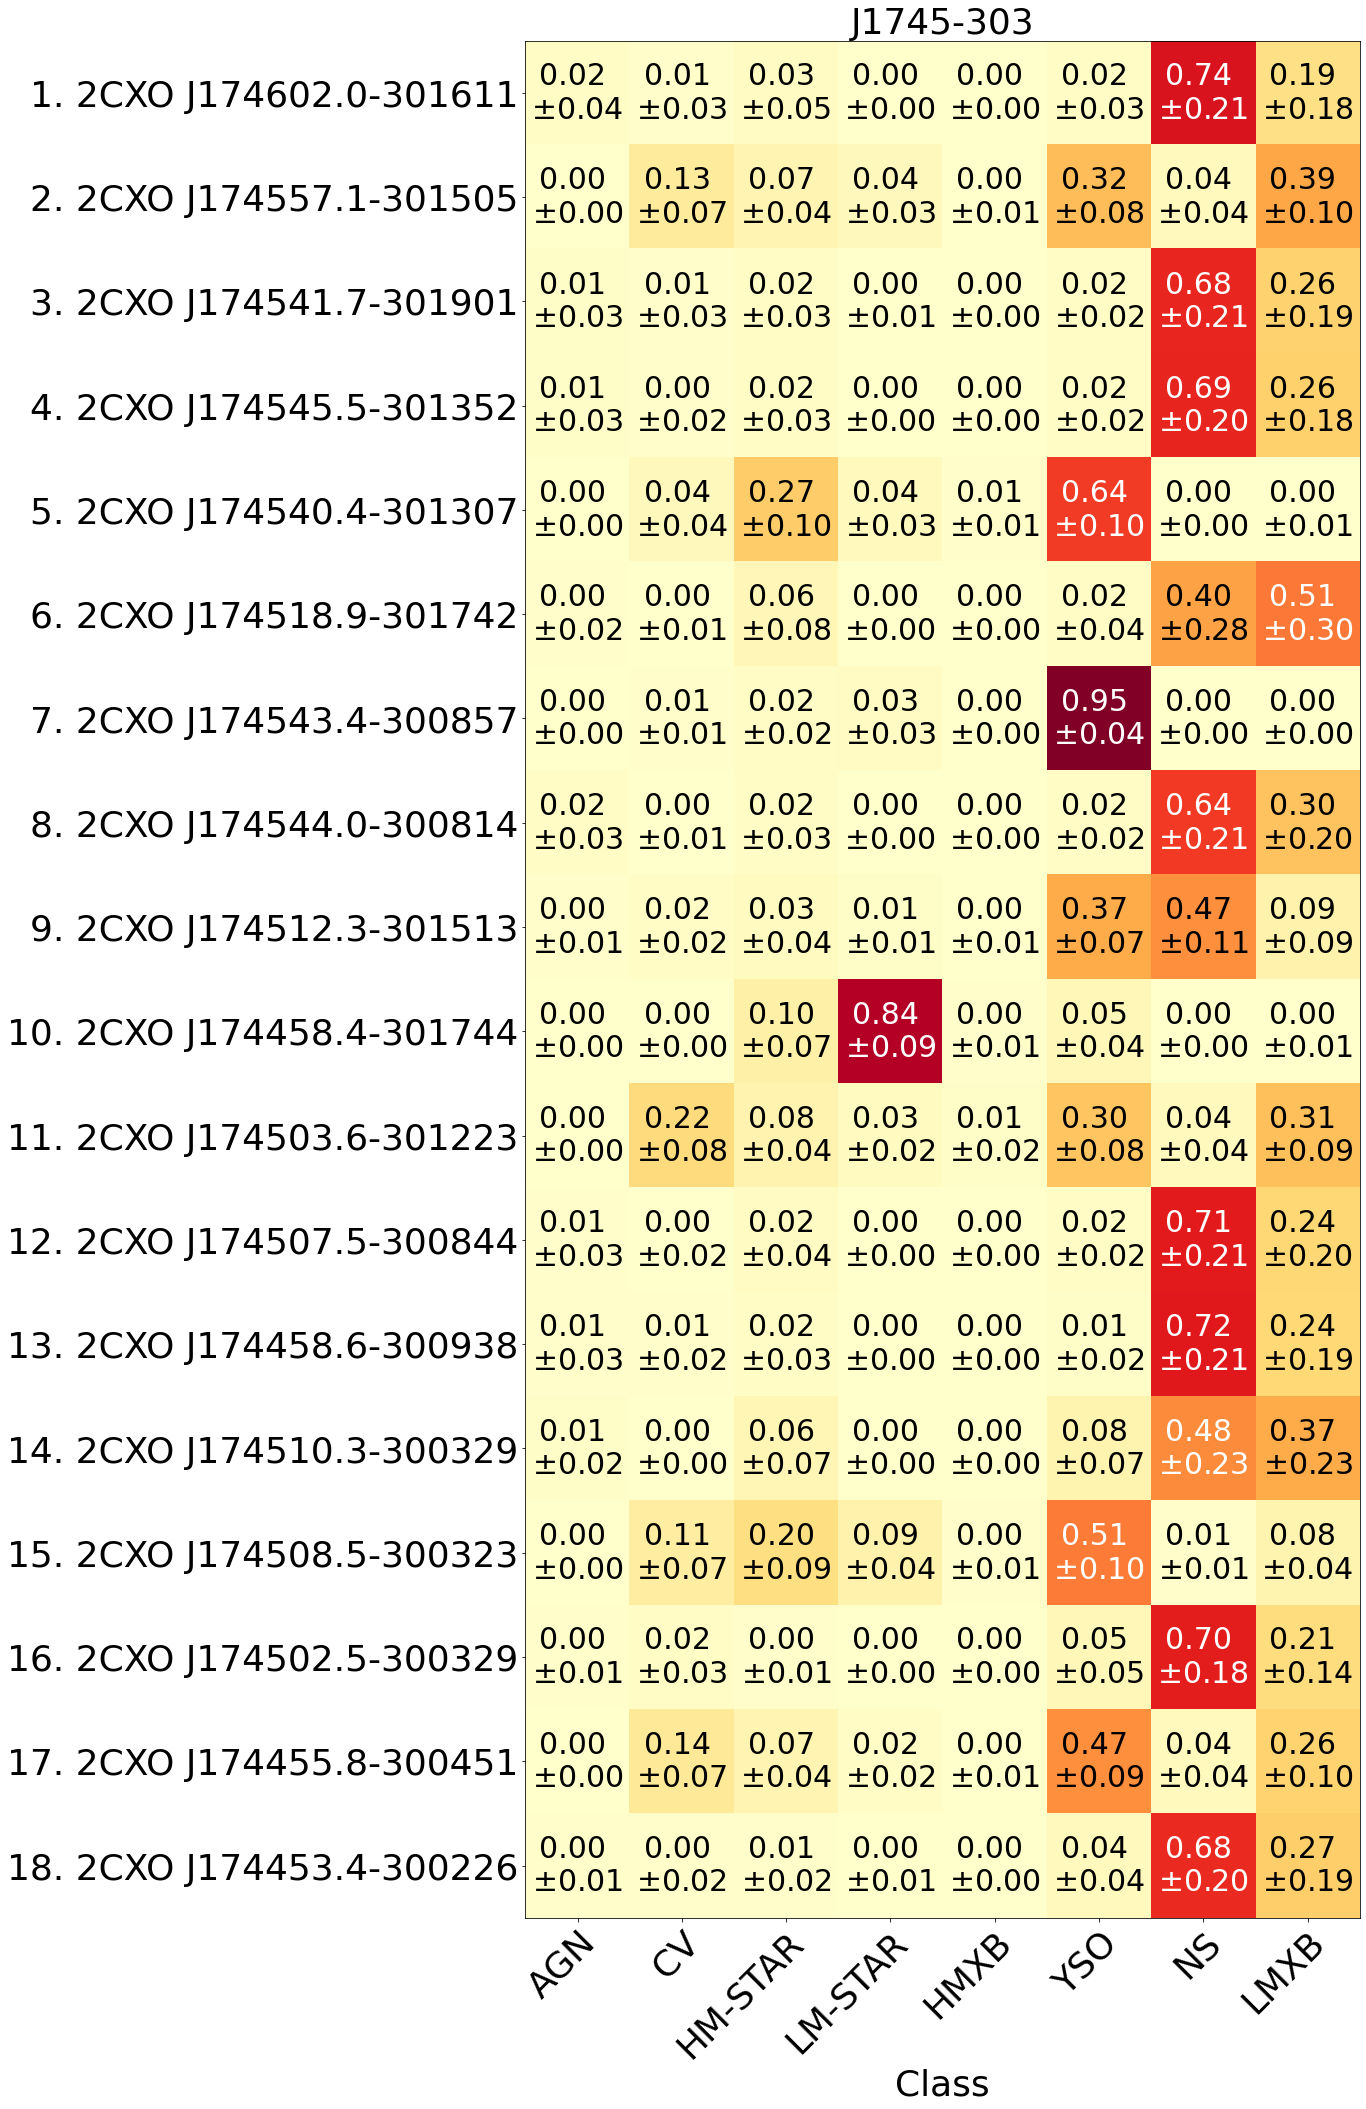 J1745-303
1. 2CXO J174602.0-301611
0.02 0.01 0.03 0.00 0.00 0.02 0.74 0.19
±0.04 ±0.03 ±0.05 ±0.00 ±0.00 ±0.03 ±0.21 ±0.18
2. 2CXO J174557.1-301505
0.00 0.13 0.07 0.04 0.00 0.32 0.04 0.39
±0.00 ±0.07 ±0.04 ±0.03 ±0.01 ±0.08 ±0.04 ±0.10
3. 2CXO J174541.7-301901
0.01 0.01 0.02 0.00 0.00 0.02 0.68 0.26
±0.03 ±0.03 ±0.03 ±0.01 ±0.00 ±0.02 ±0.21 ±0.19
4. 2CXO J174545.5-301352
0.01 0.00 0.02 0.00 0.00 0.02 0.69 0.26
±0.03 ±0.02 ±0.03 ±0.00 ±0.00 ±0.02 ±0.20 ±0.18
5. 2CXO J174540.4-301307
0.00 0.04 0.27 0.04 0.01 0.64 0.00 0.00
±0.00 ±0.04 ±0.10 ±0.03 ±0.01 ±0.10 ±0.00 ±0.01
6. 2CXO J174518.9-301742
0.00 0.00 0.06 0.00 0.00 0.02 0.40 0.51
±0.02 ±0.01 ±0.08 ±0.00 ±0.00 ±0.04 ±0.28 ±0.30
7. 2CXO J174543.4-300857
0.00 0.01 0.02 0.03 0.00 0.95 0.00 0.00
±0.00 ±0.01 ±0.02 ±0.03 ±0.00 ±0.04 ±0.00 ±0.00
8. 2CXO J174544.0-300814
0.02 0.00 0.02 0.00 0.00 0.02 0.64 0.30
±0.03 ±0.01 ±0.03 ±0.00 ±0.00 ±0.02 ±0.21 ±0.20
9. 2CXO J174512.3-301513
0.00 0.02 0.03 0.01 0.00 0.37 0.47 0.09
±0.01 ±0.02 ±0.04 ±0.01 ±0.01 ±0.07 ±0.11 ±0.09
10. 2CXO J174458.4-301744
0.00 0.00 0.10 0.84 0.00 0.05 0.00 0.00
±0.00 ±0.00 ±0.07 ±0.09 ±0.01 ±0.04 ±0.00 ±0.01
11. 2CXO J174503.6-301223
0.00 0.22 0.08 0.03 0.01 0.30 0.04 0.31
±0.00 ±0.08 ±0.04 ±0.02 ±0.02 ±0.08 ±0.04 ±0.09
12. 2CXO J174507.5-300844
0.01 0.00 0.02 0.00 0.00 0.02 0.71 0.24
±0.03 ±0.02 ±0.04 ±0.00 ±0.00 ±0.02 ±0.21 ±0.20
13. 2CXO J174458.6-300938
0.01 0.01 0.02 0.00 0.00 0.01 0.72 0.24
±0.03 ±0.02 ±0.03 ±0.00 ±0.00 ±0.02 ±0.21 ±0.19
14. 2CXO J174510.3-300329
0.01 0.00 0.06 0.00 0.00 0.08 0.48 0.37
±0.02 ±0.00 ±0.07 ±0.00 ±0.00 ±0.07 ±0.23 ±0.23
15. 2CXO J174508.5-300323
0.00 0.11 0.20 0.09 0.00 0.51 0.01 0.08
±0.00 ±0.07 ±0.09 ±0.04 ±0.01 ±0.10 ±0.01 ±0.04
16. 2CXO J174502.5-300329
0.00 0.02 0.00 0.00 0.00 0.05 0.70 0.21
±0.01 ±0.03 ±0.01 ±0.00 ±0.00 ±0.05 ±0.18 ±0.14
17. 2CXO J174455.8-300451
0.00 0.14 0.07 0.02 0.00 0.47 0.04 0.26
±0.00 ±0.07 ±0.04 ±0.02 ±0.01 ±0.09 ±0.04 ±0.10
18. 2CXO J174453.4-300226
0.00 0.00 0.01 0.00 0.00 0.04 0.68 0.27
±0.01 ±0.02 ±0.02 ±0.01 ±0.00 ±0.04 ±0.20 ±0.19
AGN CV HM-STAR LM-STAR HMXB YSO NS LMXB
Class